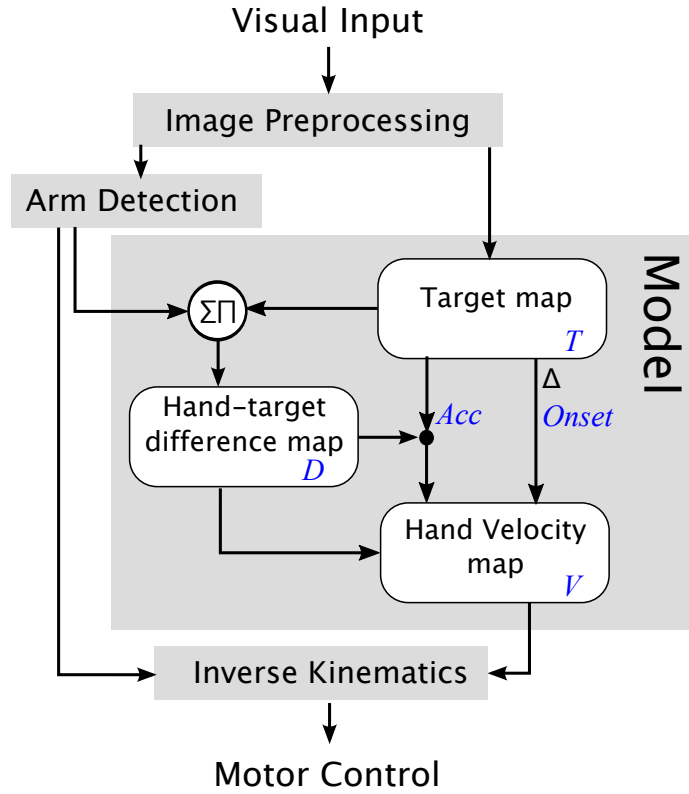 Visual Input
Image Preprocessing
Arm Detection
Model
ΣΠ
Target map
T
Δ
Hand-target
difference map
D
Acc
Onset
Hand Velocity
map
V
Inverse Kinematics
Motor Control